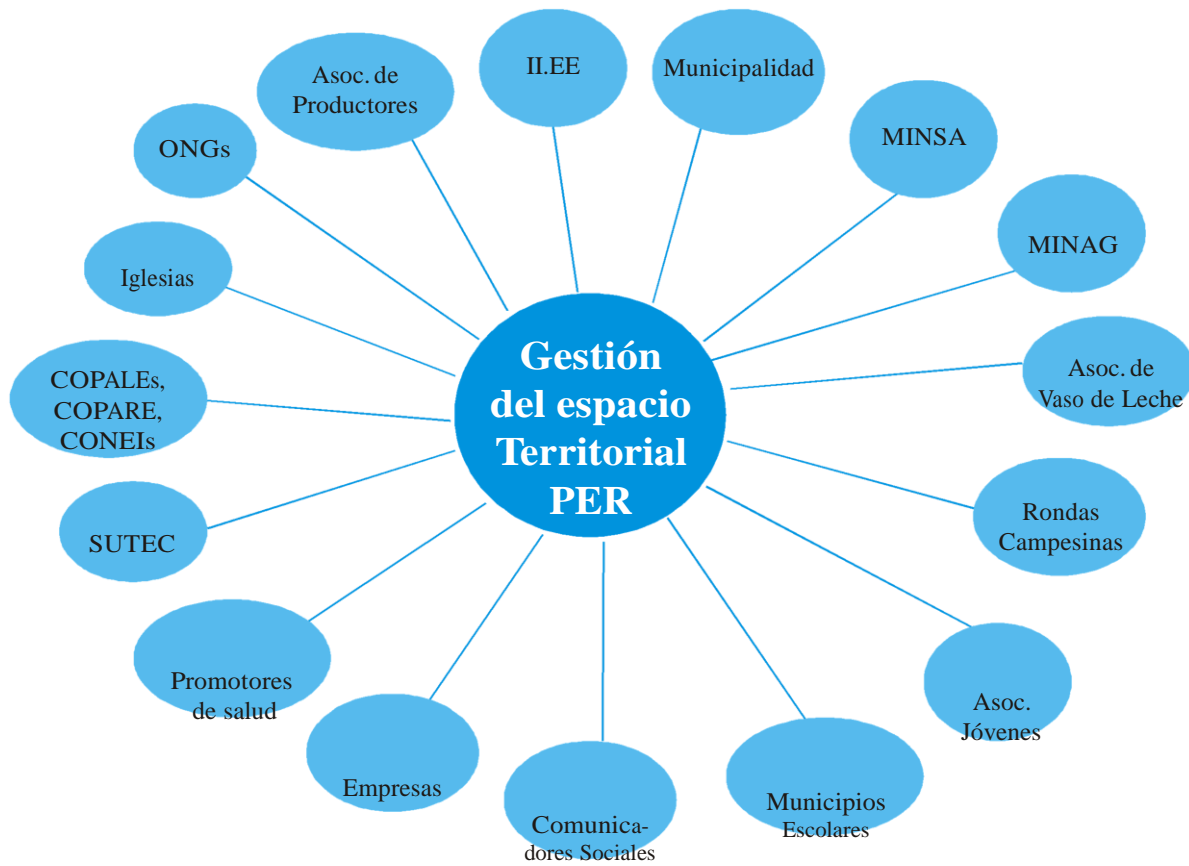 Asoc. de
Productores
II.EE
Municipalidad
MINSA
MINAG
Asoc. de
Vaso de Leche
Rondas
Campesinas
Asoc.
Jóvenes
Municipios
Escolares
Comunica-
dores Sociales
Empresas
Promotores
de salud
SUTEC
COPALEs,
COPARE,
CONEIs
Iglesias
ONGs
Gestión
del espacio
Territorial
PER